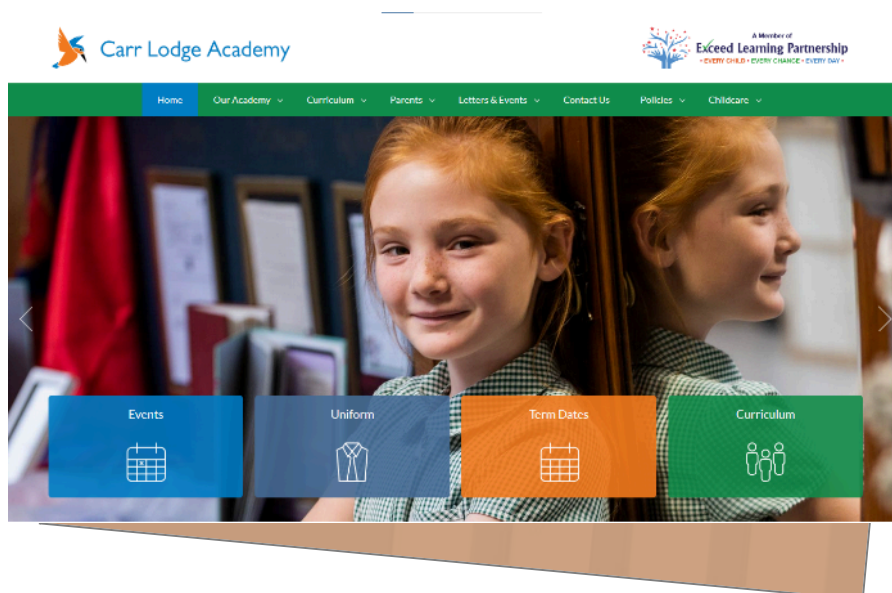 Carr Lodge Academy
A Member of
Exceed Learning Partnership
• EVERY CHILD • EVERY CHANCE • EVERY DAY •
Home Our Academy Curriculum Parents Letters & Events Contact Us Policies Childcare
Events Uniform Term Dates Curriculum